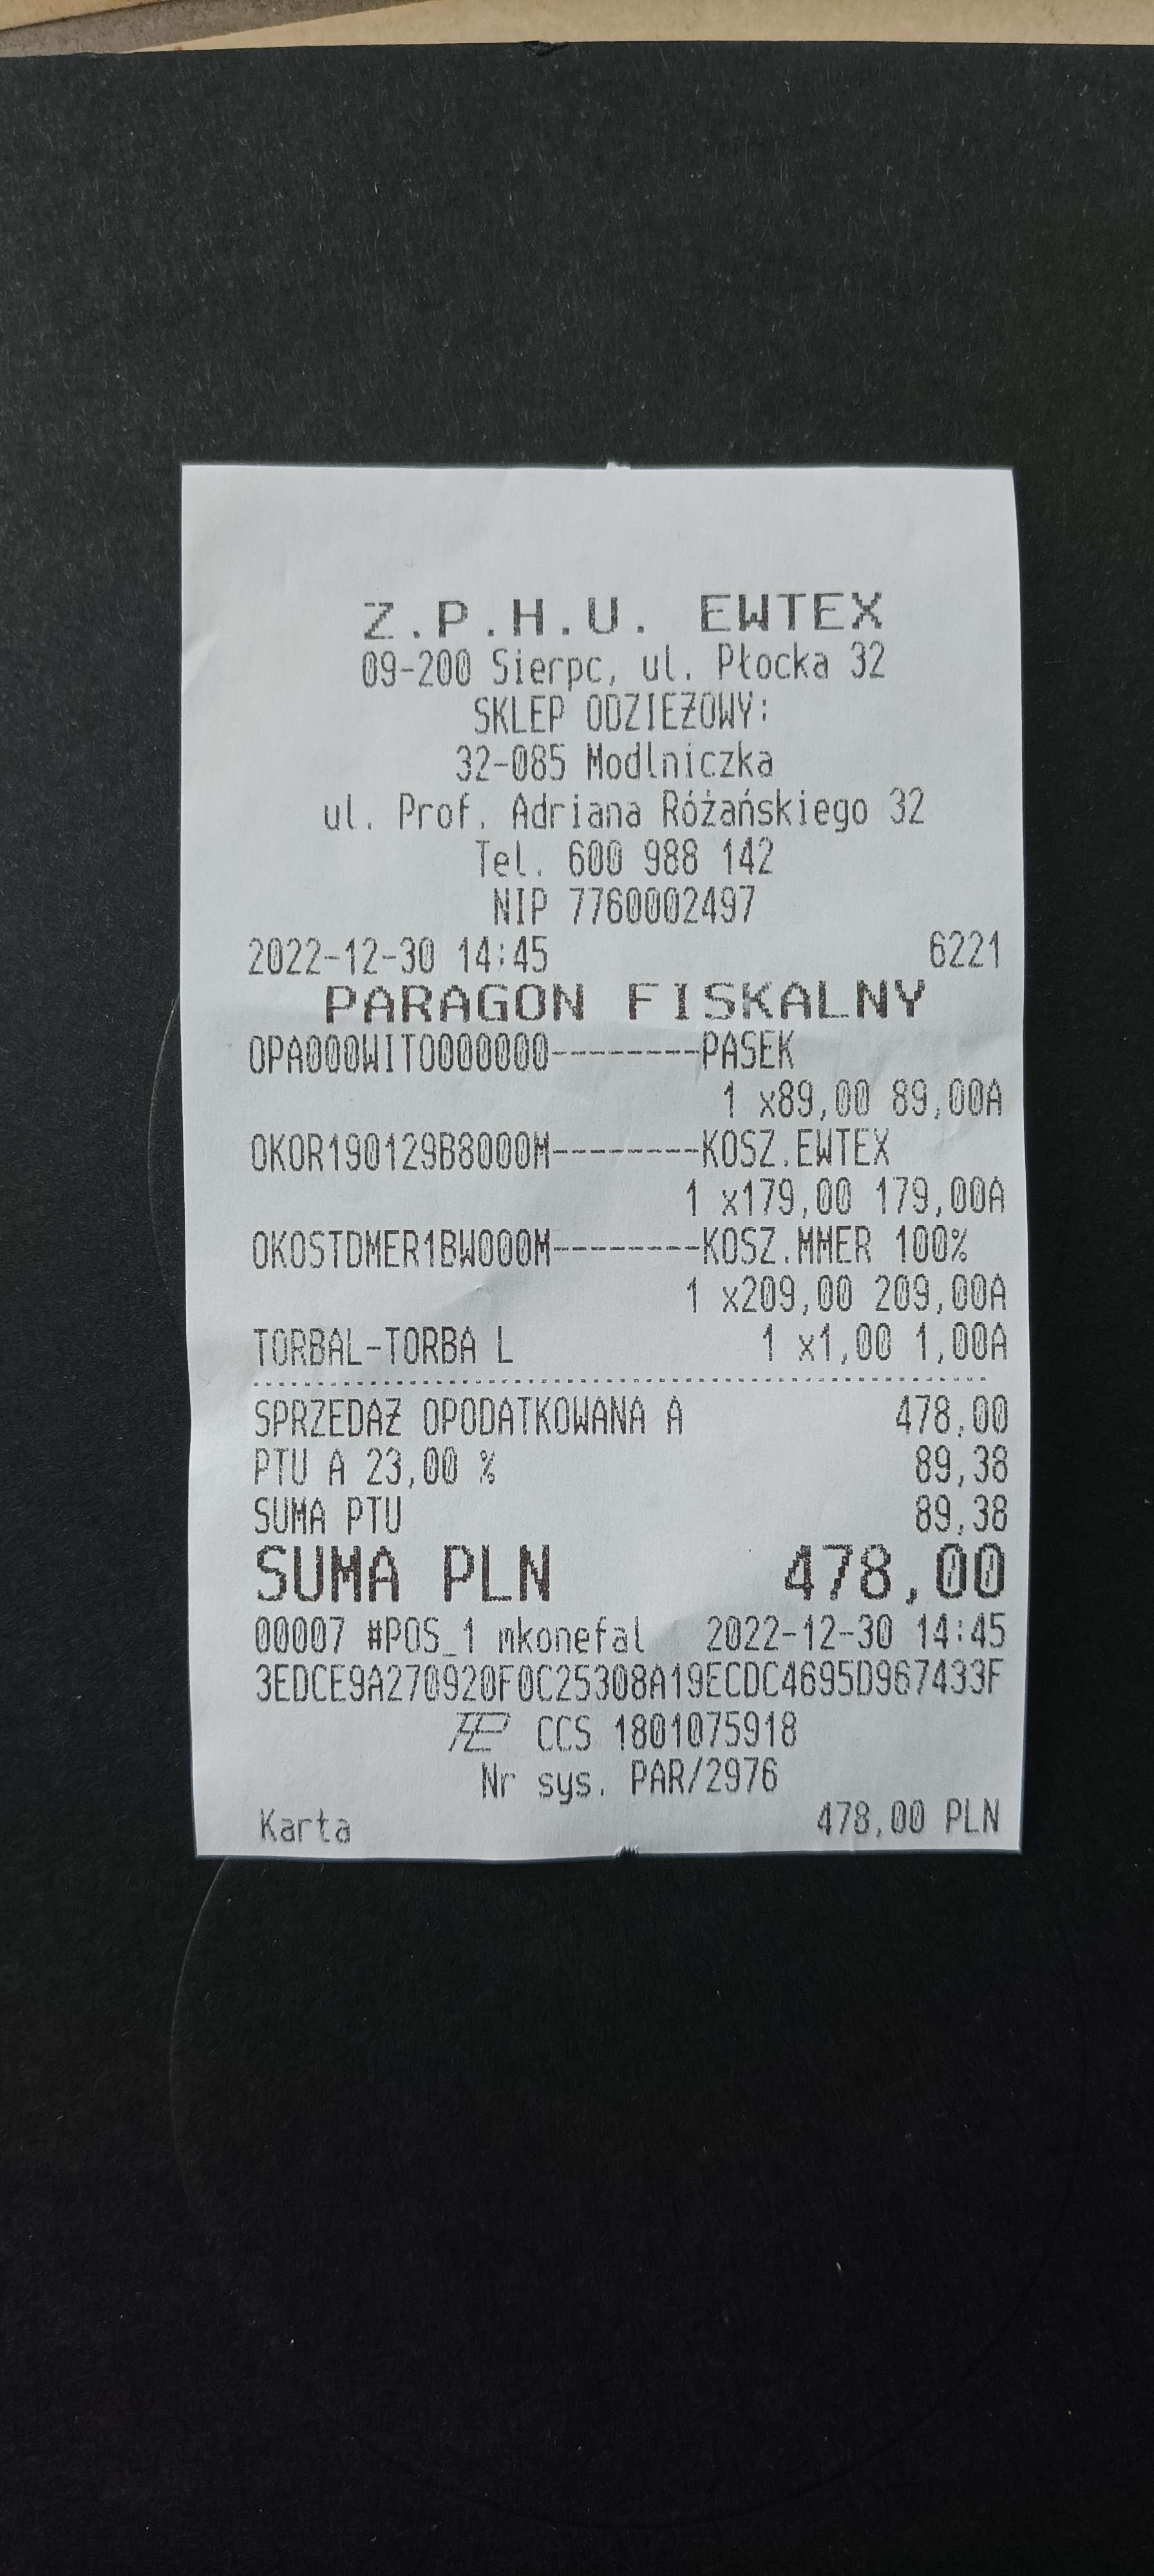 Z.P.H.U. EWTEX
09-200 Sierpc, ul. Płocka 32
SKLEP ODZIEŻOWY:
32-085 Modlniczka
ul. Prof. Adriana Różańskiego 32
Tel. 600 988 142
NIP 7760002497
2022-12-30 14:45 6221
PARAGON FISKALNY
OPA000WITO000000--------PASEK
1 x89,00 89,00A
OKOR190129B8000M--------KOSZ.EWTEX
1 x179,00 179,00A
OKOSTDMER1BW000M--------KOSZ.MMER 100%
1 x209,00 209,00A
TORBAL-TORBA L 1 x1,00 1,00A
SPRZEDAŻ OPODATKOWANA A 478,00
PTU A 23,00 % 89,38
SUMA PTU 89,38
SUMA PLN 478,00
00007 #POS_1 mkonefal 2022-12-30 14:45
3EDCE9A270920F0C25308A19ECDC4695D967433F
CCS 1801075918
Nr sys. PAR/2976
Karta 478,00 PLN